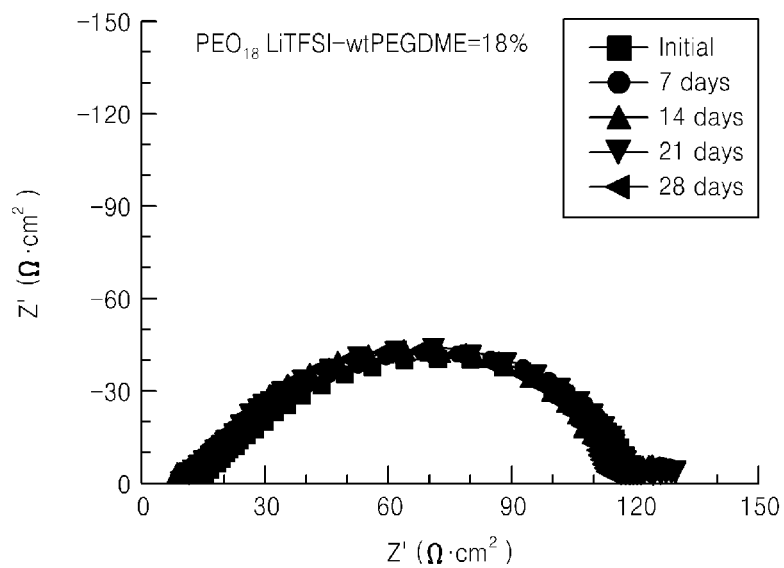 PEO18 LiTFSI-wtPEGDME=18%
Initial
7 days
14 days
21 days
28 days
-150
-120
-90
-60
-30
0
Z' (Ω·cm²)
0 30 60 90 120 150
Z' (Ω·cm²)